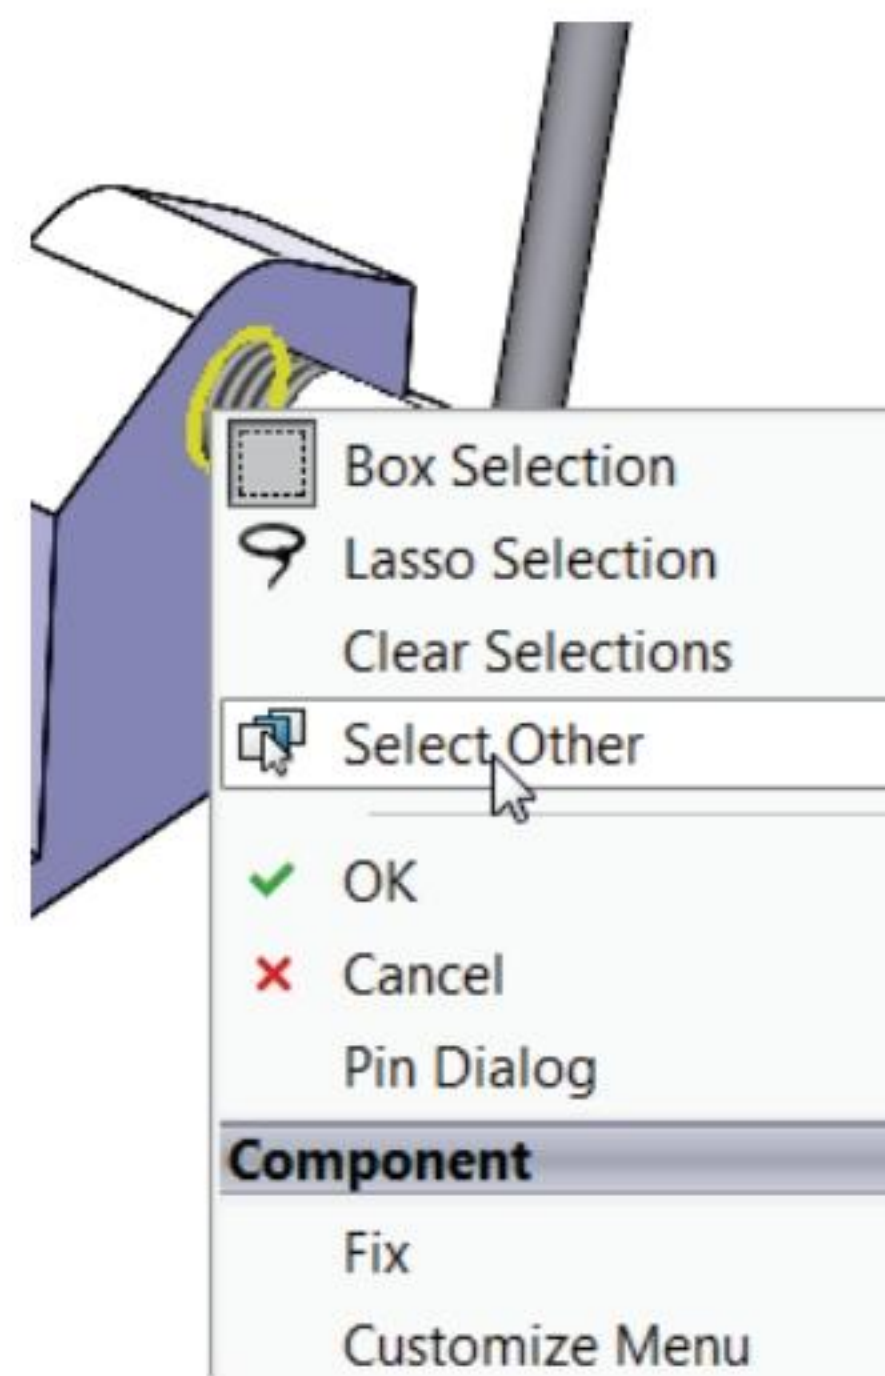 Box Selection
Lasso Selection
Clear Selections
Select Other
OK
Cancel
Pin Dialog
Component
Fix
Customize Menu